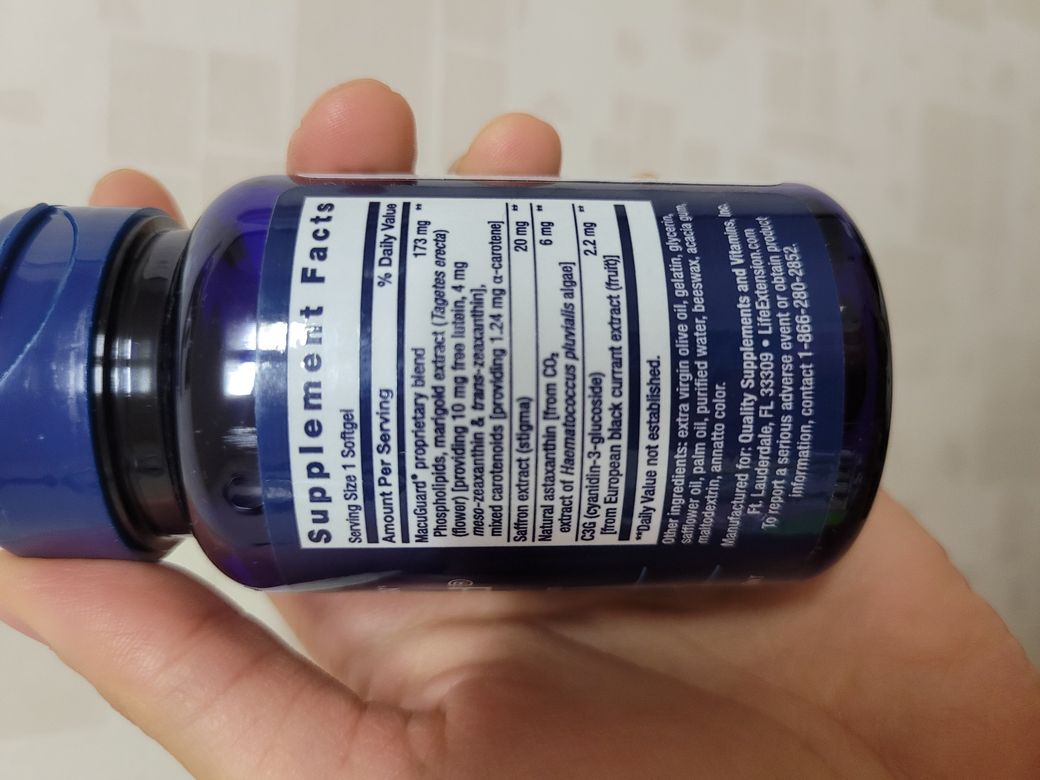 Supplement Facts
Serving Size 1 Softgel
Amount Per Serving % Daily Value
MacuGuard® proprietary blend 173 mg **
Phospholipids, marigold extract (Tagetes erecta)
(flower) [providing 10 mg free lutein, 4 mg
meso-zeaxanthin & trans-zeaxanthin],
mixed carotenoids [providing 1.24 mg α-carotene]
Saffron extract (stigma) 20 mg **
Natural astaxanthin [from CO₂ 6 mg **
extract of Haematococcus pluvialis algae]
C3G (cyanidin-3-glucoside) 2.2 mg **
[from European black currant extract (fruit)]
**Daily Value not established.
Other ingredients: extra virgin olive oil, gelatin, glycerin,
safflower oil, palm oil, purified water, beeswax, acacia gum,
maltodextrin, annatto color.
Manufactured for: Quality Supplements and Vitamins, Inc.
Ft. Lauderdale, FL 33309 • LifeExtension.com
To report a serious adverse event or obtain product
information, contact 1-866-280-2852.